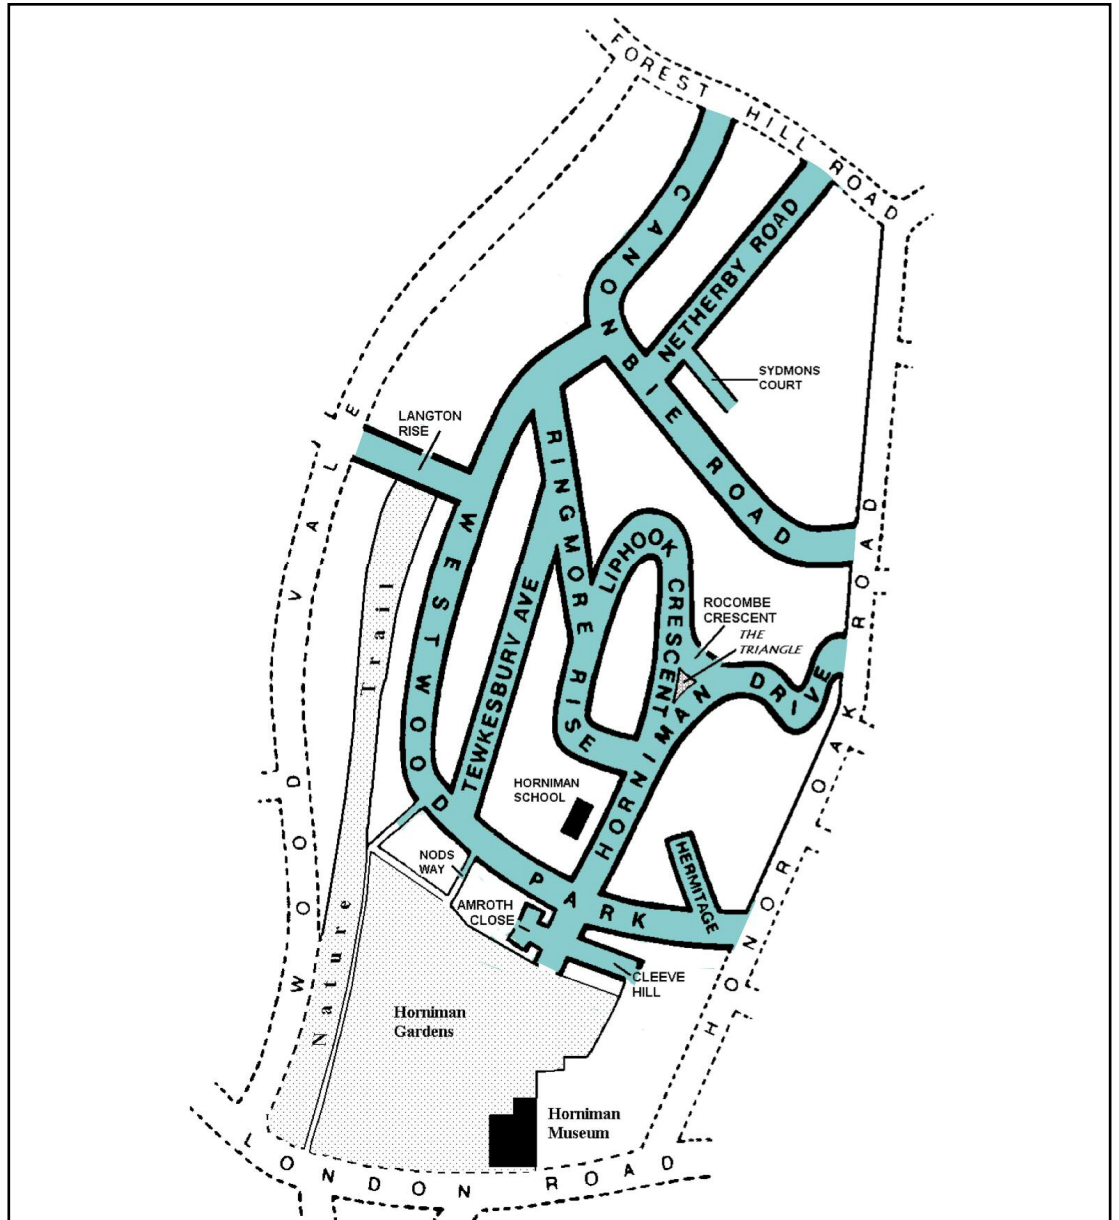 FOREST HILL ROAD
CANONBIE ROAD
NETHERBY ROAD
SYDMONS
COURT
LANGTON
RISE
WOODVALE
RINGMORE RISE
LIPHOOK CRESCENT
WESTWOOD PARK
TEWKESBURY AVE
ROCOMBE
CRESCENT
THE
TRIANGLE
HORNIMAN DRIVE
HONOR OAK ROAD
HORNIMAN
SCHOOL
NODS
WAY
HERMITAGE
AMROTH
CLOSE
CLEEVE
HILL
Nature Trail
Horniman
Gardens
Horniman
Museum
LONDON ROAD